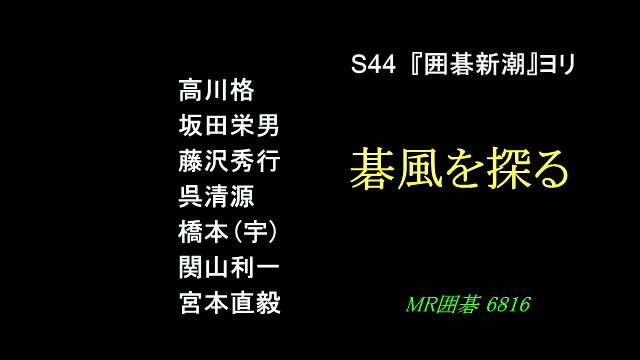 S44 『囲碁新潮』ヨリ
碁風を探る
高川格
坂田栄男
藤沢秀行
呉清源
橋本(宇)
関山利一
宮本直毅
MR囲碁 6816